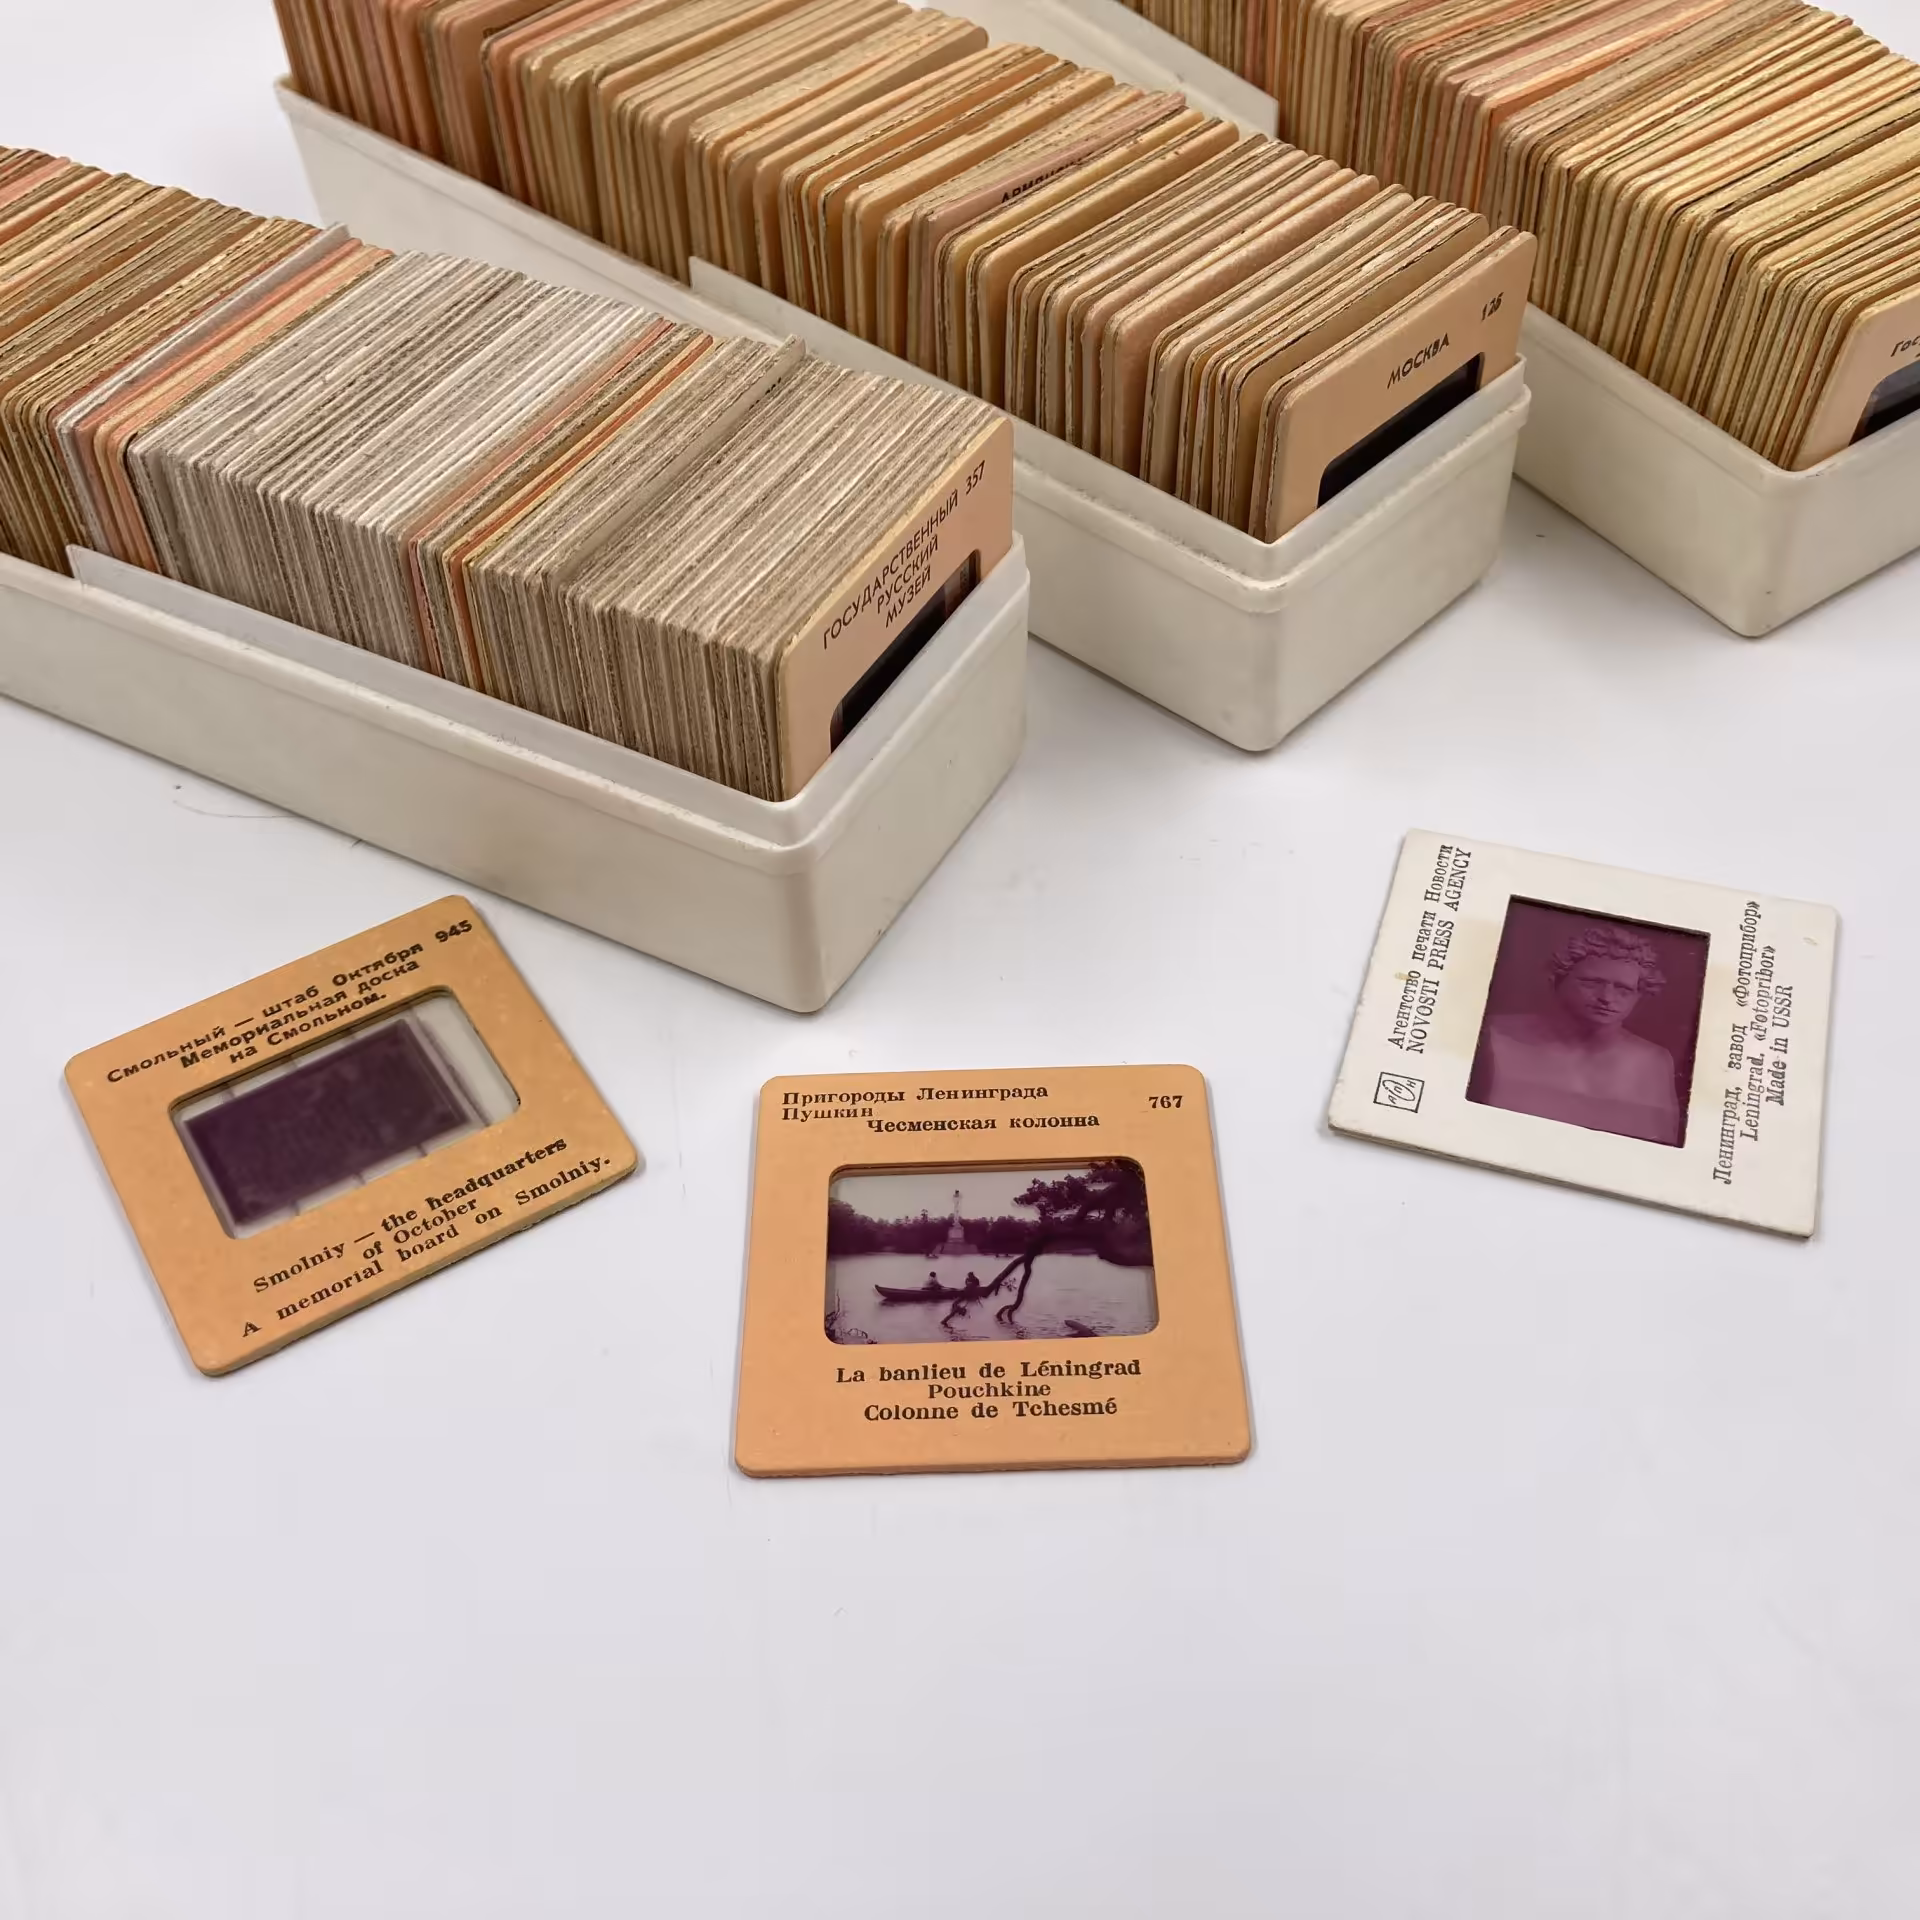 МОСКВА 125
ГОСУДАРСТВЕННЫЙ 357
РУССКИЙ
МУЗЕЙ
Смольный — штаб Октября 945
Мемориальная доска
на Смольном.
Smolniy — the headquarters
of October
A memorial board on Smolniy.
Пригороды Ленинграда
Пушкин 767
Чесменская колонна
La banlieu de Léningrad
Pouchkine
Colonne de Tchesmé
Агентство печати Новости
NOVOSTI PRESS AGENCY
Ленинград, завод «Фотоприбор»
Leningrad, «Fotopribor»
Made in USSR